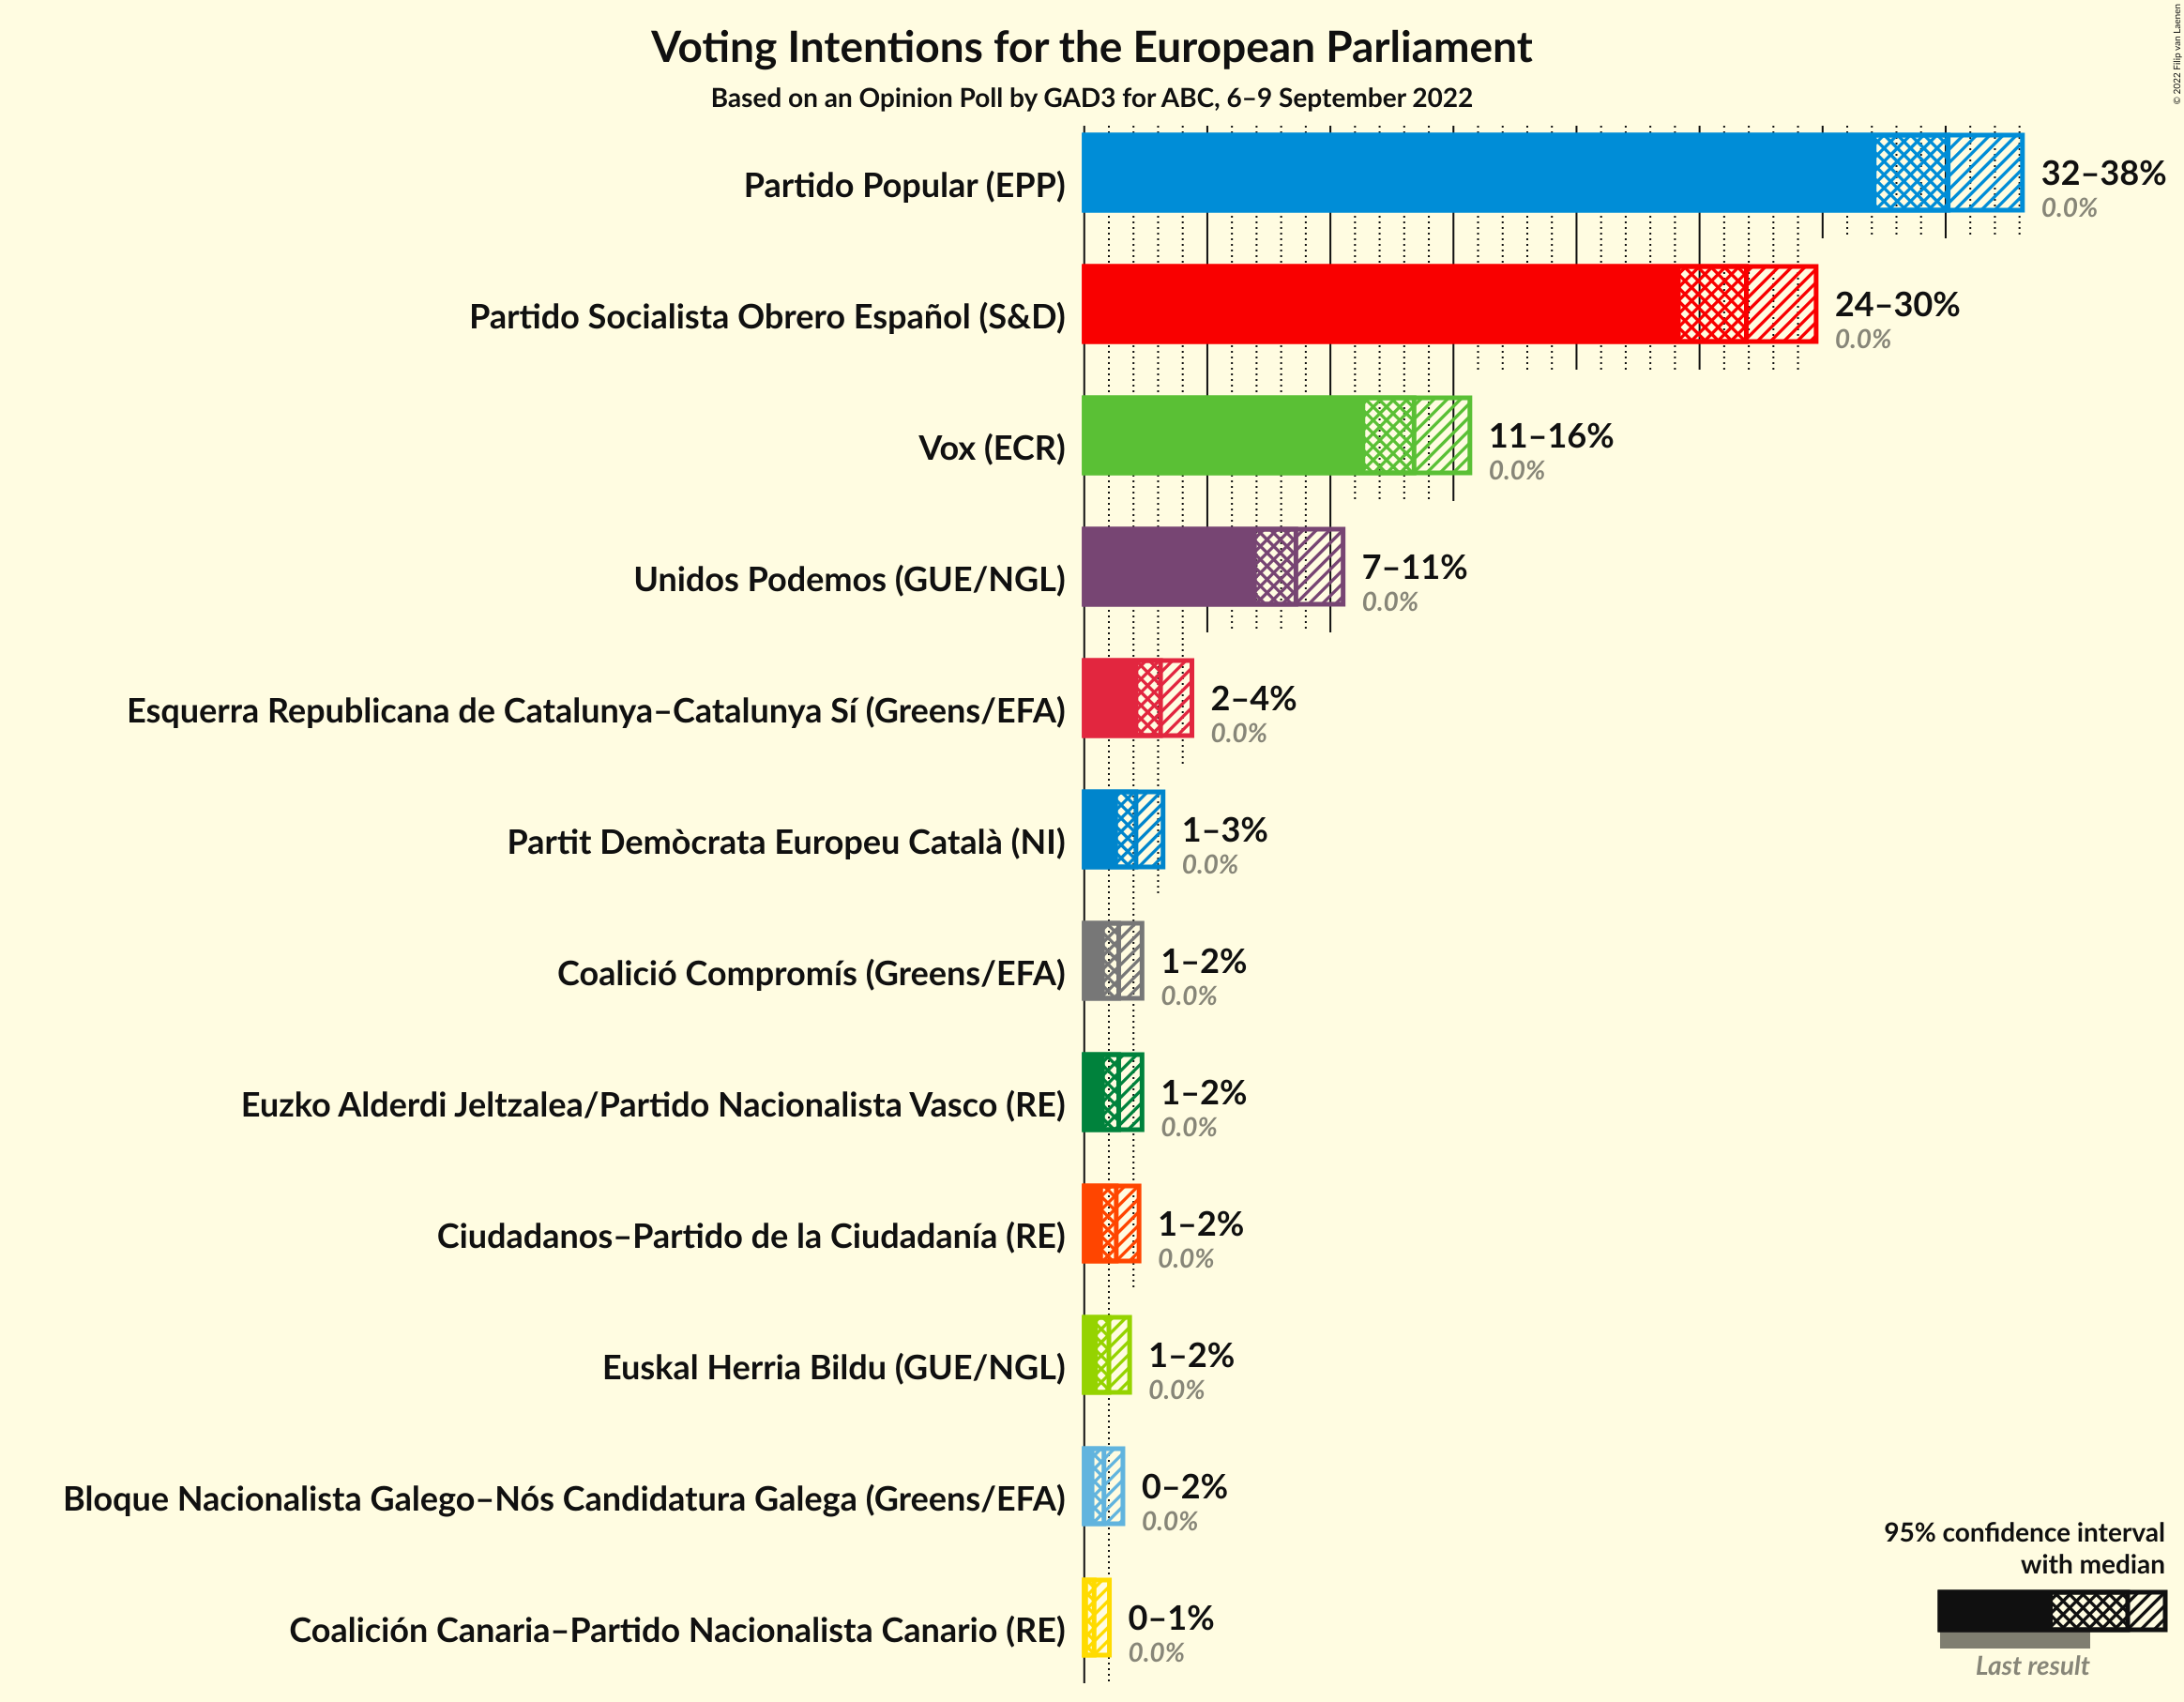 Voting Intentions for the European Parliament
Based on an Opinion Poll by GAD3 for ABC, 6–9 September 2022
© 2022 Filip van Laenen
Partido Popular (EPP)
32–38%
0.0%
Partido Socialista Obrero Español (S&D)
24–30%
0.0%
Vox (ECR)
11–16%
0.0%
Unidos Podemos (GUE/NGL)
7–11%
0.0%
Esquerra Republicana de Catalunya–Catalunya Sí (Greens/EFA)
2–4%
0.0%
Partit Demòcrata Europeu Català (NI)
1–3%
0.0%
Coalició Compromís (Greens/EFA)
1–2%
0.0%
Euzko Alderdi Jeltzalea/Partido Nacionalista Vasco (RE)
1–2%
0.0%
Ciudadanos–Partido de la Ciudadanía (RE)
1–2%
0.0%
Euskal Herria Bildu (GUE/NGL)
1–2%
0.0%
Bloque Nacionalista Galego–Nós Candidatura Galega (Greens/EFA)
0–2%
0.0%
Coalición Canaria–Partido Nacionalista Canario (RE)
0–1%
0.0%
95% confidence interval
with median
Last result